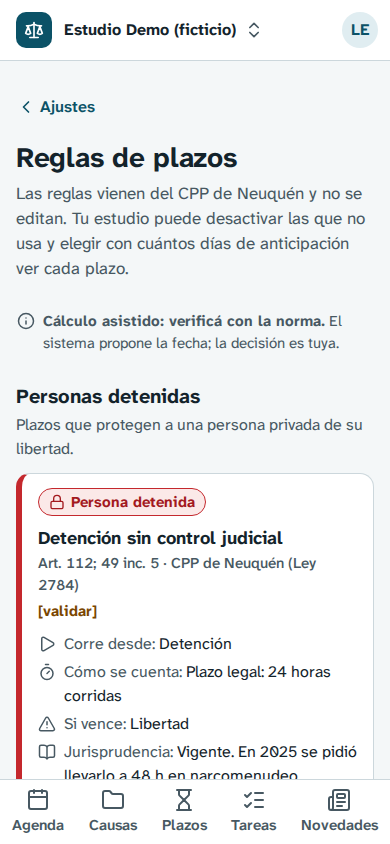 Estudio Demo (ficticio)
LE
Ajustes
Reglas de plazos
Las reglas vienen del CPP de Neuquén y no se
editan. Tu estudio puede desactivar las que no
usa y elegir con cuántos días de anticipación
ver cada plazo.
Cálculo asistido: verificá con la norma. El
sistema propone la fecha; la decisión es tuya.
Personas detenidas
Plazos que protegen a una persona privada de su
libertad.
Persona detenida
Detención sin control judicial
Art. 112; 49 inc. 5 · CPP de Neuquén (Ley
2784)
[validar]
Corre desde: Detención
Cómo se cuenta: Plazo legal: 24 horas
corridas
Si vence: Libertad
Jurisprudencia: Vigente. En 2025 se pidió
llevarlo a 48 h en narcomenudeo
Agenda
Causas
Plazos
Tareas
Novedades